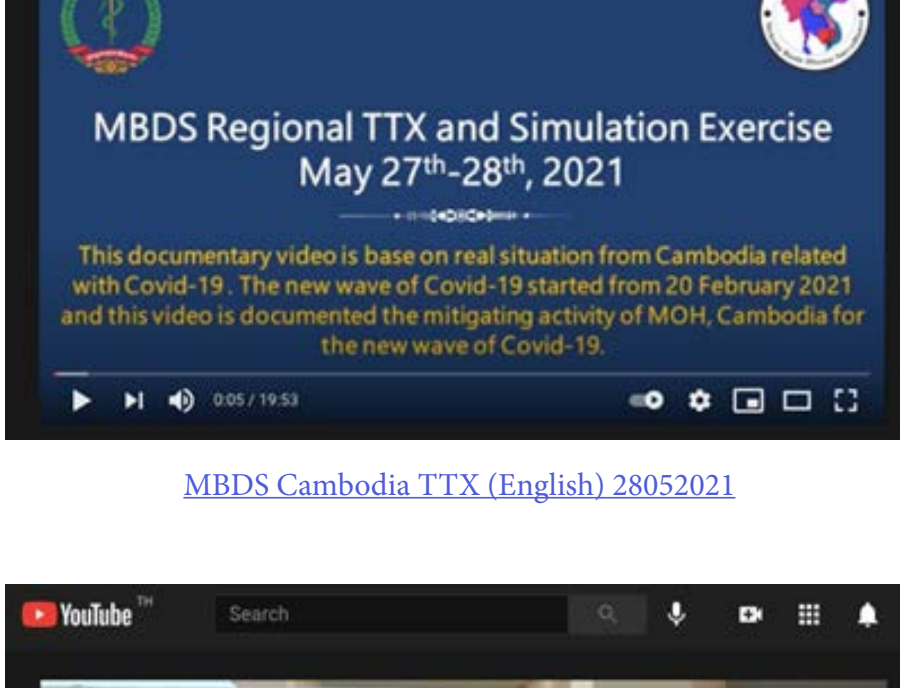 MBDS Regional TTX and Simulation Exercise
May 27th-28th, 2021
This documentary video is base on real situation from Cambodia related
with Covid-19 . The new wave of Covid-19 started from 20 February 2021
and this video is documented the mitigating activity of MOH, Cambodia for
the new wave of Covid-19.
0:05 / 19:53
MBDS Cambodia TTX (English) 28052021
YouTube TH
Search